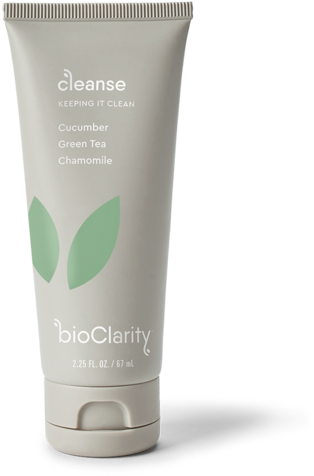 cleanse
KEEPING IT CLEAN
Cucumber
Green Tea
Chamomile
bioClarity
2.25 FL. OZ. / 67 mL